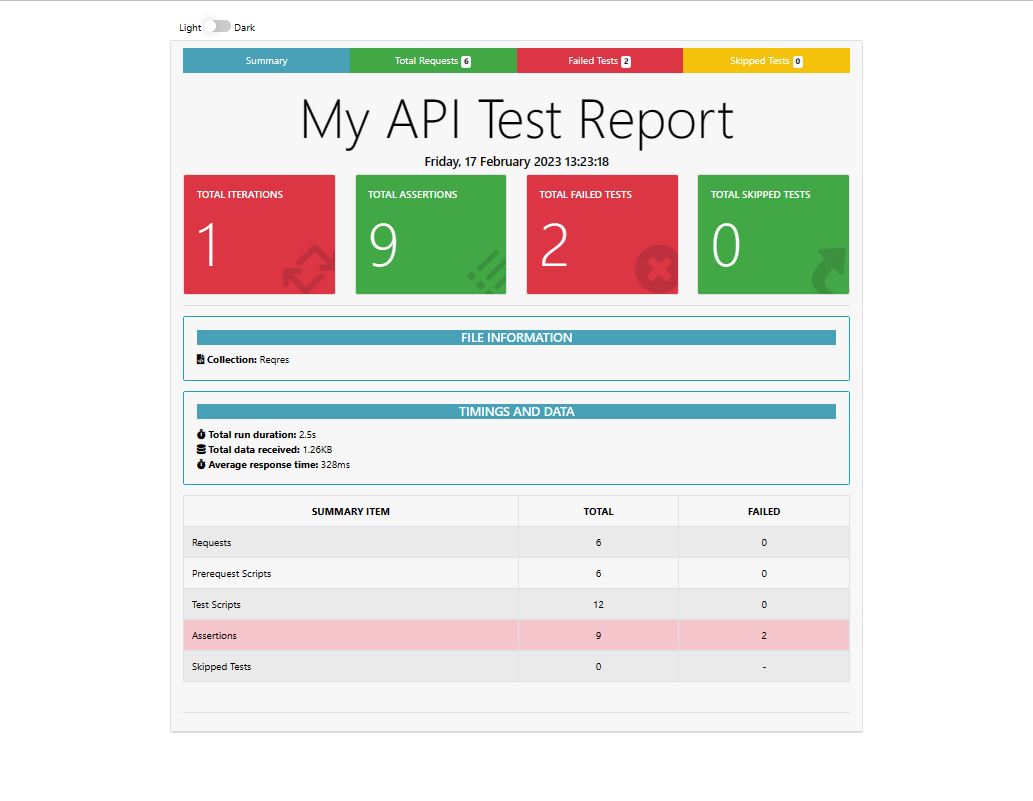 Light Dark
Summary Total Requests 6 Failed Tests 2 Skipped Tests 0
My API Test Report
Friday, 17 February 2023 13:23:18
TOTAL ITERATIONS TOTAL ASSERTIONS TOTAL FAILED TESTS TOTAL SKIPPED TESTS
1 9 2 0
FILE INFORMATION
Collection: Reqres
TIMINGS AND DATA
Total run duration: 2.5s
Total data received: 1.26KB
Average response time: 328ms
SUMMARY ITEM TOTAL FAILED
Requests 6 0
Prerequest Scripts 6 0
Test Scripts 12 0
Assertions 9 2
Skipped Tests 0 -